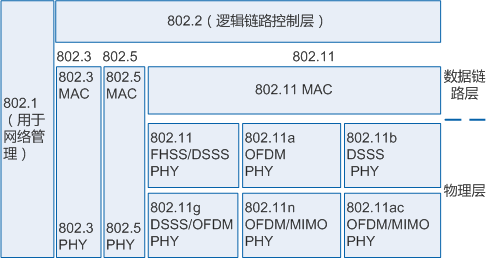 802.2（逻辑链路控制层）
802.1
（用于
网络管
理）
802.3
802.5
802.11
802.3
MAC
802.5
MAC
802.11 MAC
数据链
路层
802.11
FHSS/DSSS
PHY
802.11a
OFDM
PHY
802.11b
DSSS
PHY
物理层
802.3
PHY
802.5
PHY
802.11g
DSSS/OFDM
PHY
802.11n
OFDM/MIMO
PHY
802.11ac
OFDM/MIMO
PHY